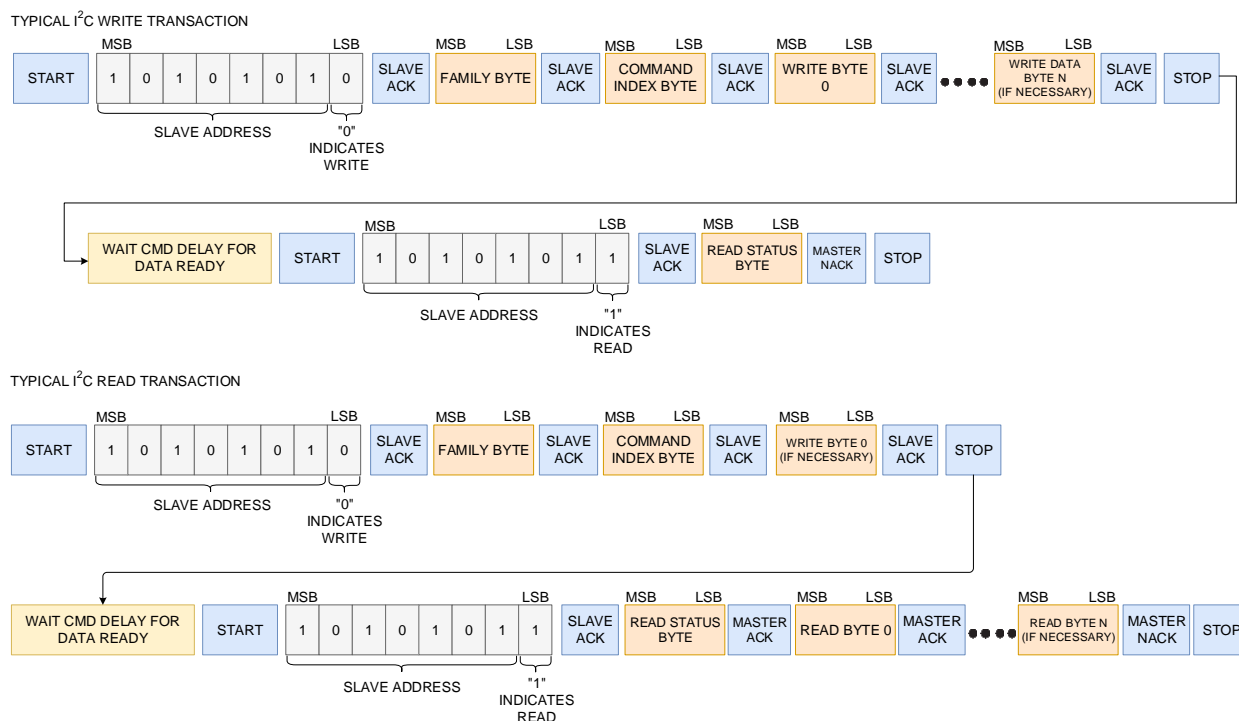 TYPICAL I²C WRITE TRANSACTION
MSB LSB MSB LSB MSB LSB MSB LSB MSB LSB
START 1 0 1 0 1 0 1 0 SLAVE ACK FAMILY BYTE SLAVE ACK COMMAND INDEX BYTE SLAVE ACK WRITE BYTE 0 SLAVE ACK WRITE DATA BYTE N (IF NECESSARY) SLAVE ACK STOP
SLAVE ADDRESS "0" INDICATES WRITE
MSB LSB MSB LSB
WAIT CMD DELAY FOR DATA READY START 1 0 1 0 1 0 1 1 SLAVE ACK READ STATUS BYTE MASTER NACK STOP
SLAVE ADDRESS "1" INDICATES READ
TYPICAL I²C READ TRANSACTION
MSB LSB MSB LSB MSB LSB MSB LSB
START 1 0 1 0 1 0 1 0 SLAVE ACK FAMILY BYTE SLAVE ACK COMMAND INDEX BYTE SLAVE ACK WRITE BYTE 0 (IF NECESSARY) SLAVE ACK STOP
SLAVE ADDRESS "0" INDICATES WRITE
MSB LSB MSB LSB MSB LSB MSB LSB
WAIT CMD DELAY FOR DATA READY START 1 0 1 0 1 0 1 1 SLAVE ACK READ STATUS BYTE MASTER ACK READ BYTE 0 MASTER ACK READ BYTE N (IF NECESSARY) MASTER NACK STOP
SLAVE ADDRESS "1" INDICATES READ